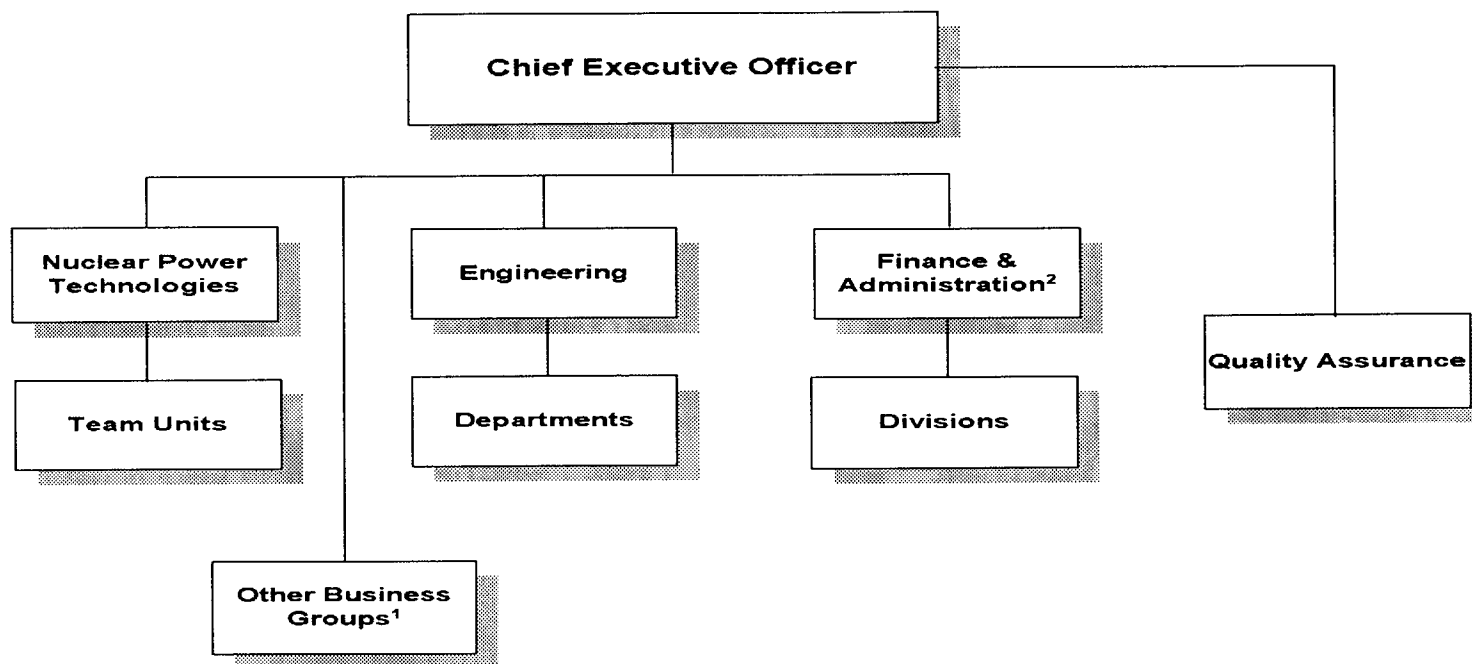 Chief Executive Officer
Nuclear Power
Technologies
Engineering
Finance &
Administration²
Quality Assurance
Team Units
Departments
Divisions
Other Business
Groups¹